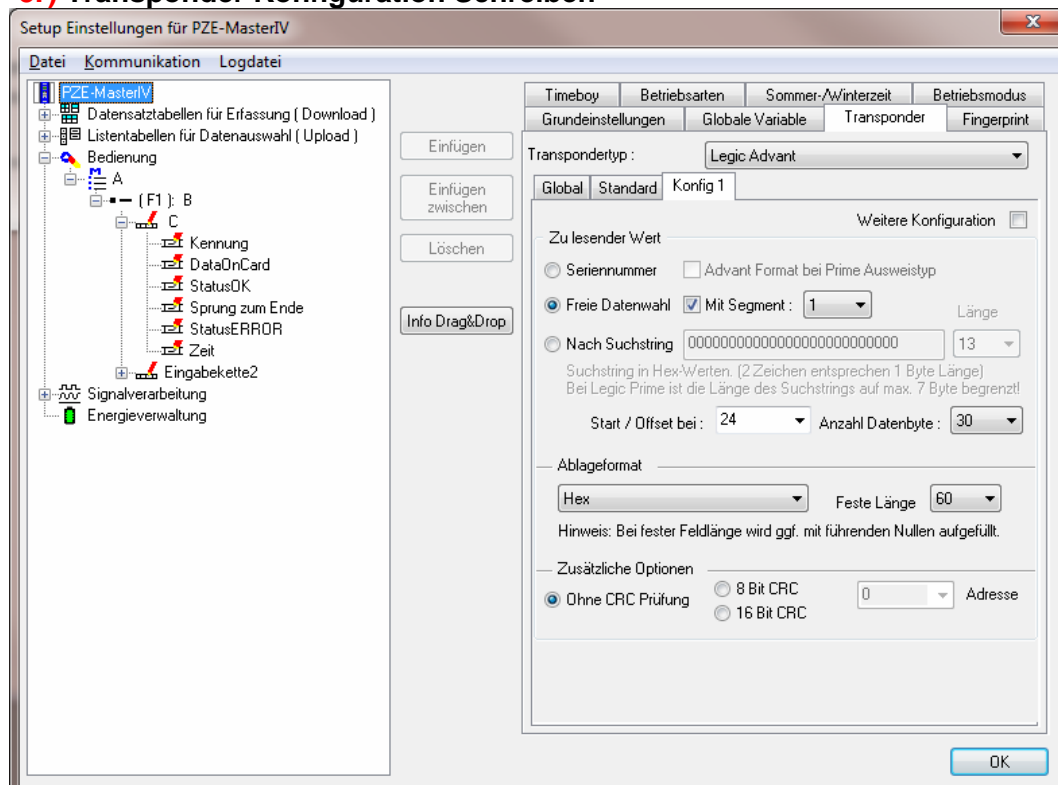 Transponder Konfiguration Schreiben
Setup Einstellungen für PZE-MasterIV
Datei Kommunikation Logdatei
PZE-MasterIV
Datensatztabellen für Erfassung ( Download )
Listentabellen für Datenauswahl ( Upload )
Bedienung
A
( F1 ): B
C
Kennung
DataOnCard
StatusOK
Sprung zum Ende
StatusERROR
Zeit
Eingabekette2
Signalverarbeitung
Energieverwaltung
Einfügen
Einfügen
zwischen
Löschen
Info Drag&Drop
Timeboy Betriebsarten Sommer-/Winterzeit Betriebsmodus
Grundeinstellungen Globale Variable Transponder Fingerprint
Transpondertyp : Legic Advant
Global Standard Konfig 1
Weitere Konfiguration
Zu lesender Wert
Seriennummer Advant Format bei Prime Ausweistyp
Freie Datenwahl Mit Segment : 1
Länge
Nach Suchstring 00000000000000000000000000 13
Suchstring in Hex-Werten. (2 Zeichen entsprechen 1 Byte Länge)
Bei Legic Prime ist die Länge des Suchstrings auf max. 7 Byte begrenzt!
Start / Offset bei : 24 Anzahl Datenbyte : 30
Ablageformat
Hex Feste Länge 60
Hinweis: Bei fester Feldlänge wird ggf. mit führenden Nullen aufgefüllt.
Zusätzliche Optionen
Ohne CRC Prüfung 8 Bit CRC 0 Adresse
16 Bit CRC
OK